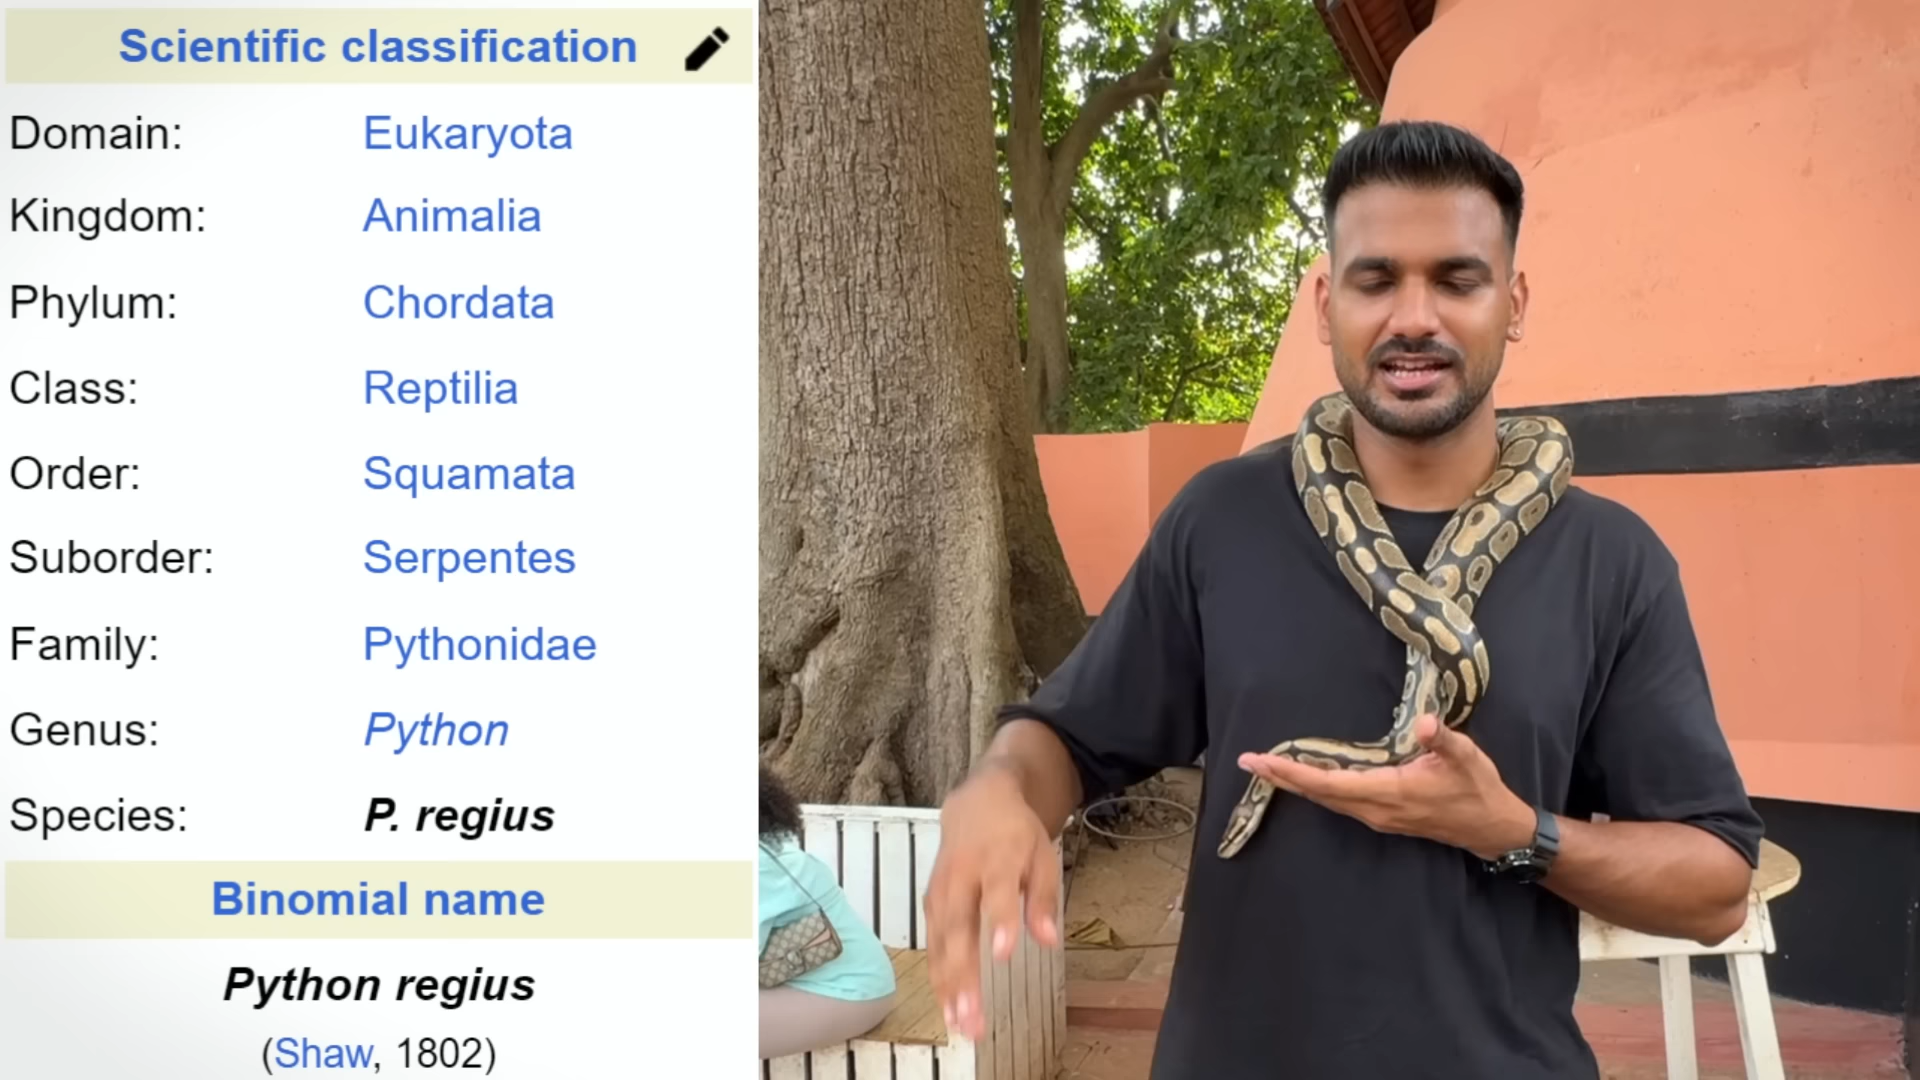 Scientific classification
Domain: Eukaryota
Kingdom: Animalia
Phylum: Chordata
Class: Reptilia
Order: Squamata
Suborder: Serpentes
Family: Pythonidae
Genus: Python
Species: P. regius
Binomial name
Python regius
(Shaw, 1802)